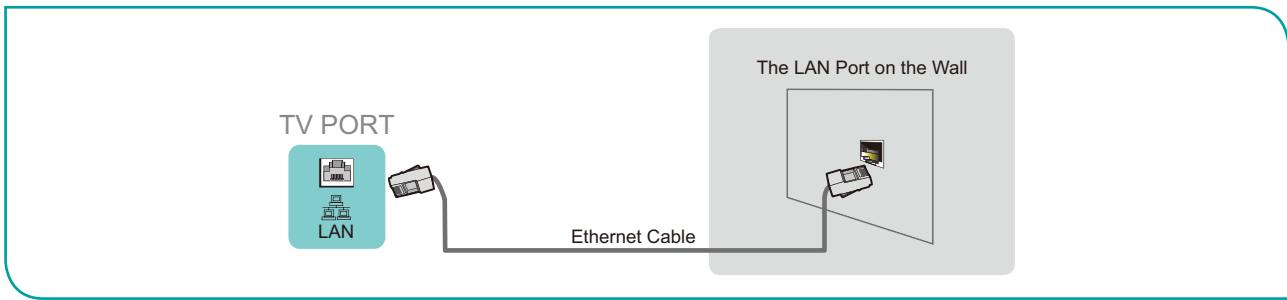 The LAN Port on the Wall
TV PORT
LAN
Ethernet Cable